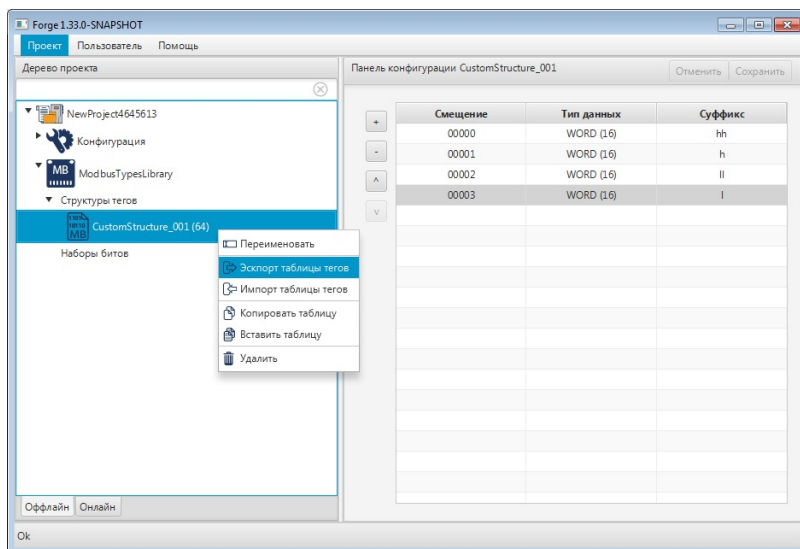 Forge 1.33.0-SNAPSHOT
Проект Пользователь Помощь
Дерево проекта
NewProject4645613
Конфигурация
MB ModbusTypesLibrary
Структуры тегов
CustomStructure_001 (64)
Наборы битов
Переименовать
Эскпорт таблицы тегов
Импорт таблицы тегов
Копировать таблицу
Вставить таблицу
Удалить
Оффлайн Онлайн
Панель конфигурации CustomStructure_001 Отменить Сохранить
+
-
^
v
Смещение Тип данных Суффикс
00000 WORD (16) hh
00001 WORD (16) h
00002 WORD (16) ll
00003 WORD (16) l
Ok